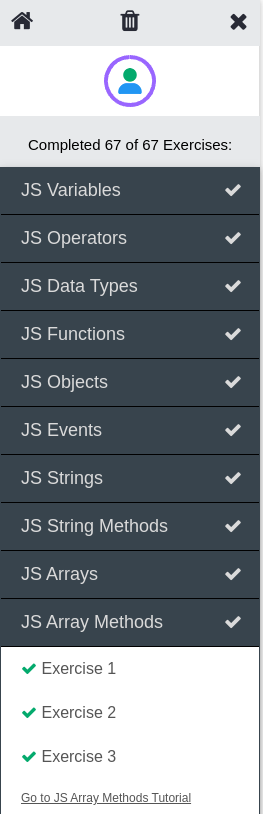 Completed 67 of 67 Exercises:
JS Variables
JS Operators
JS Data Types
JS Functions
JS Objects
JS Events
JS Strings
JS String Methods
JS Arrays
JS Array Methods
Exercise 1
Exercise 2
Exercise 3
Go to JS Array Methods Tutorial